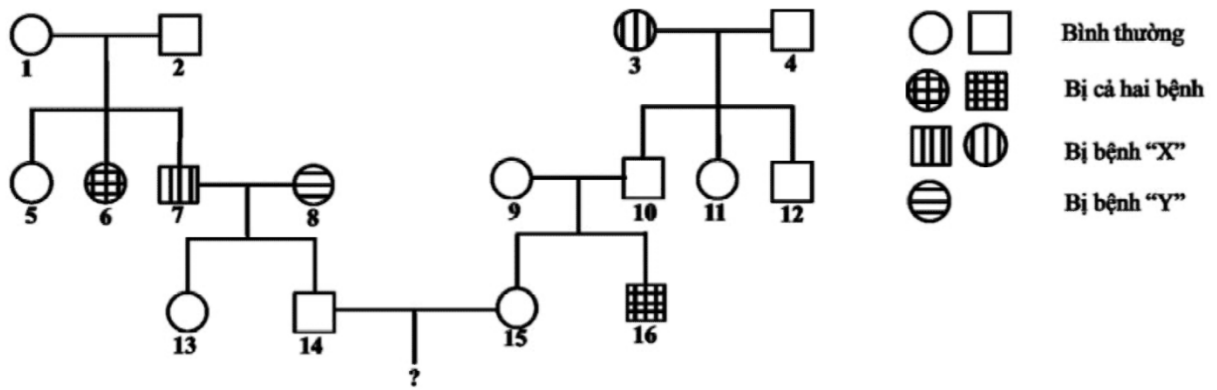 1 2 3 4
Bình thường
Bị cả hai bệnh
Bị bệnh “X”
5 6 7 8 9 10 11 12
Bị bệnh “Y”
13 14 15 16
?